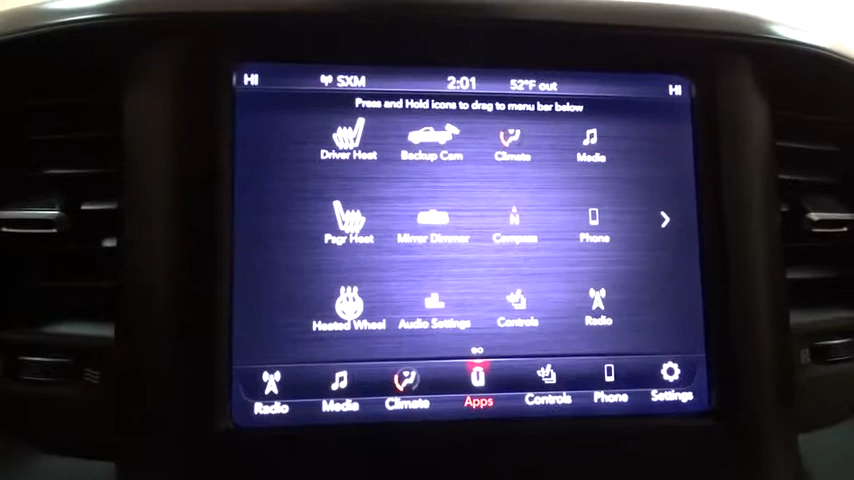 HI SXM 2:01 52°F out HI
Press and Hold icons to drag to menu bar below
Driver Heat Backup Cam Climate Media
Psgr Heat Mirror Dimmer Compass Phone
Heated Wheel Audio Settings Controls Radio
Radio Media Climate Apps Controls Phone Settings